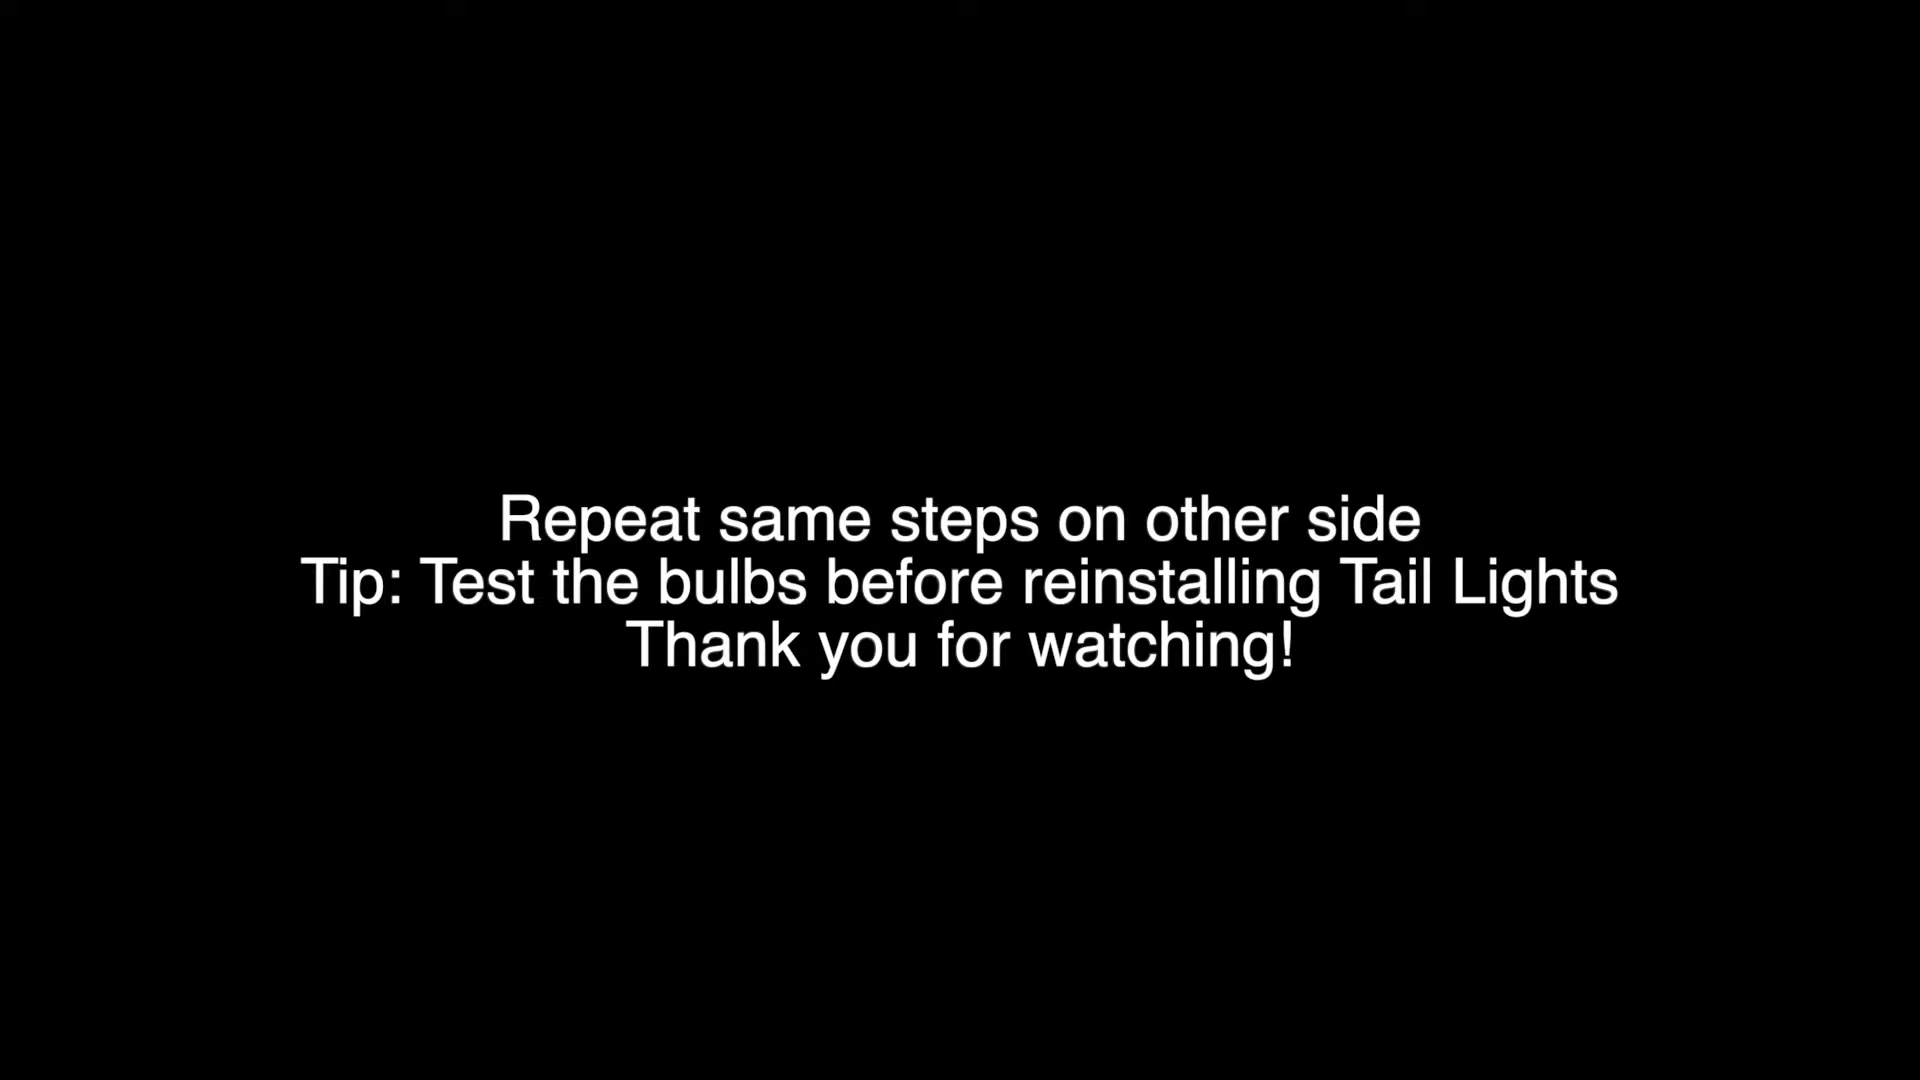 Repeat same steps on other side
Tip: Test the bulbs before reinstalling Tail Lights
Thank you for watching!